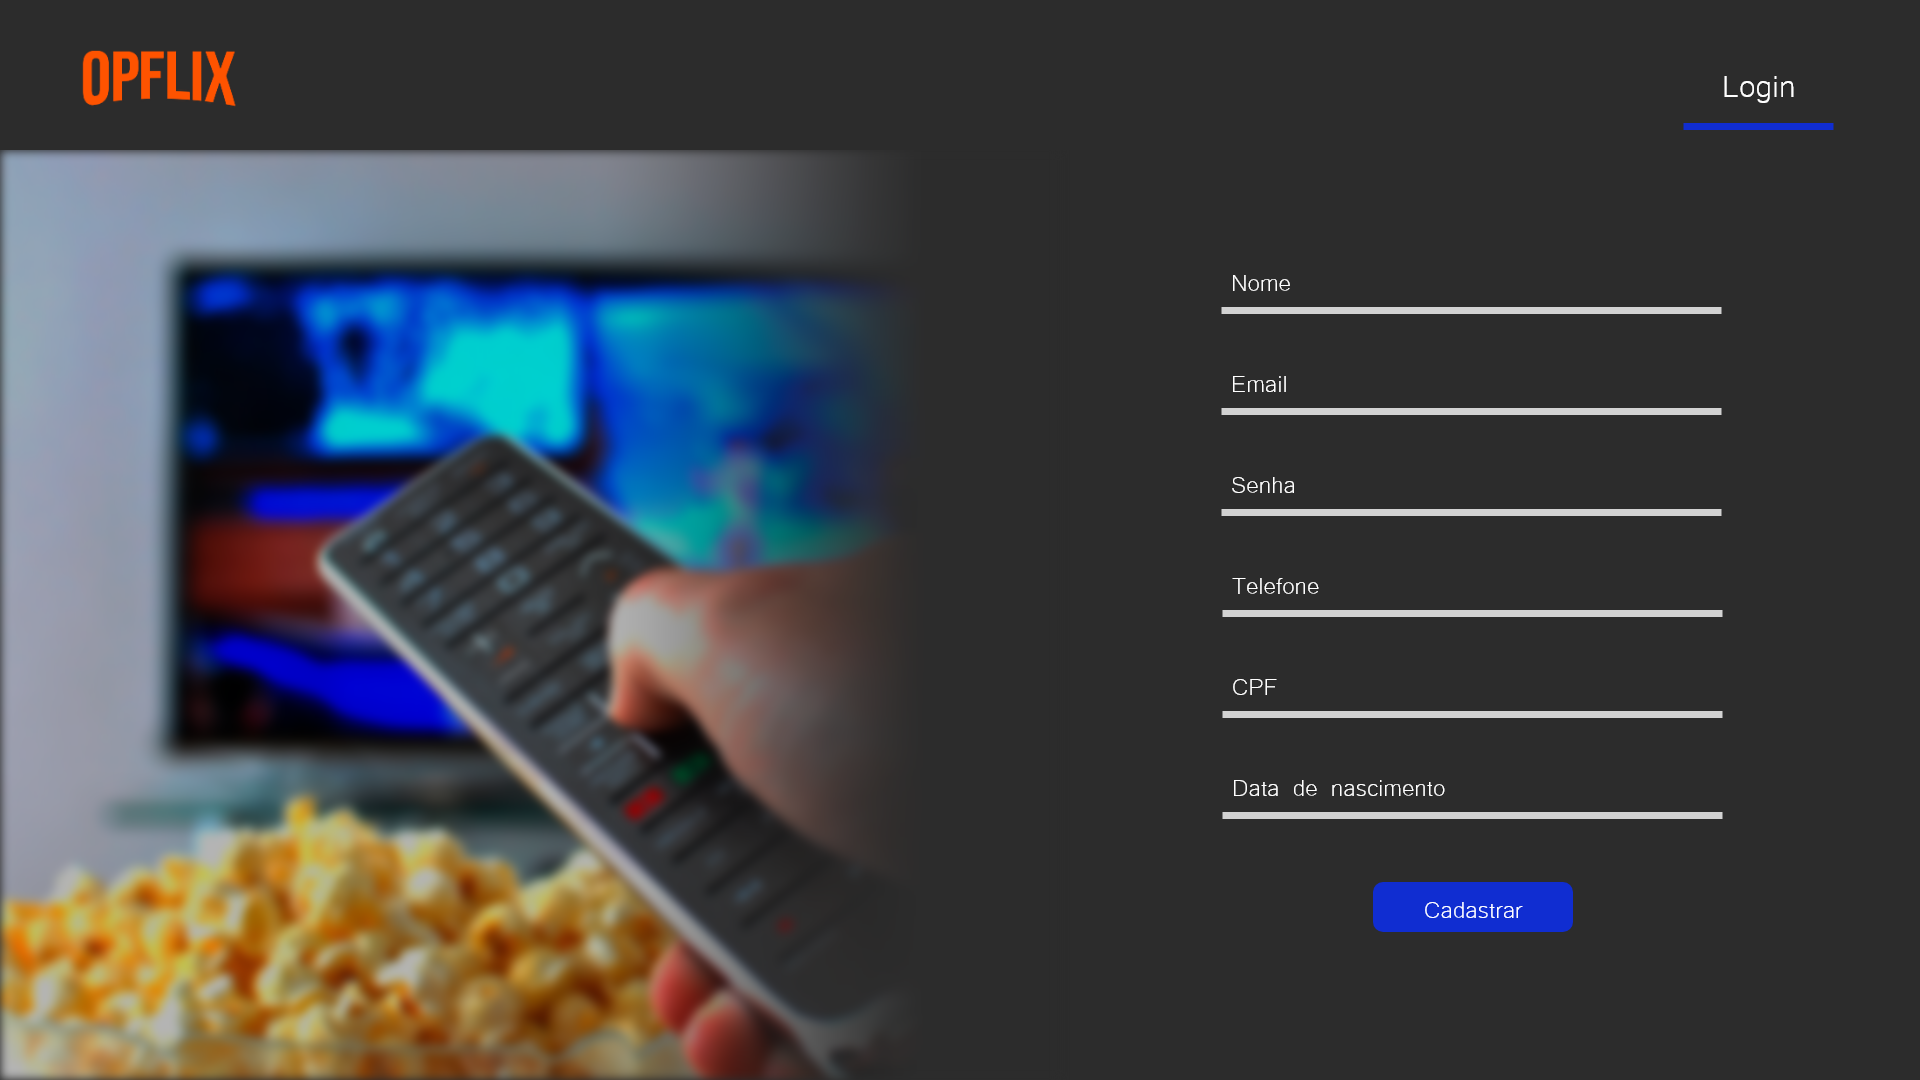 OPFLIX
Login
Nome
Email
Senha
Telefone
CPF
Data de nascimento
Cadastrar